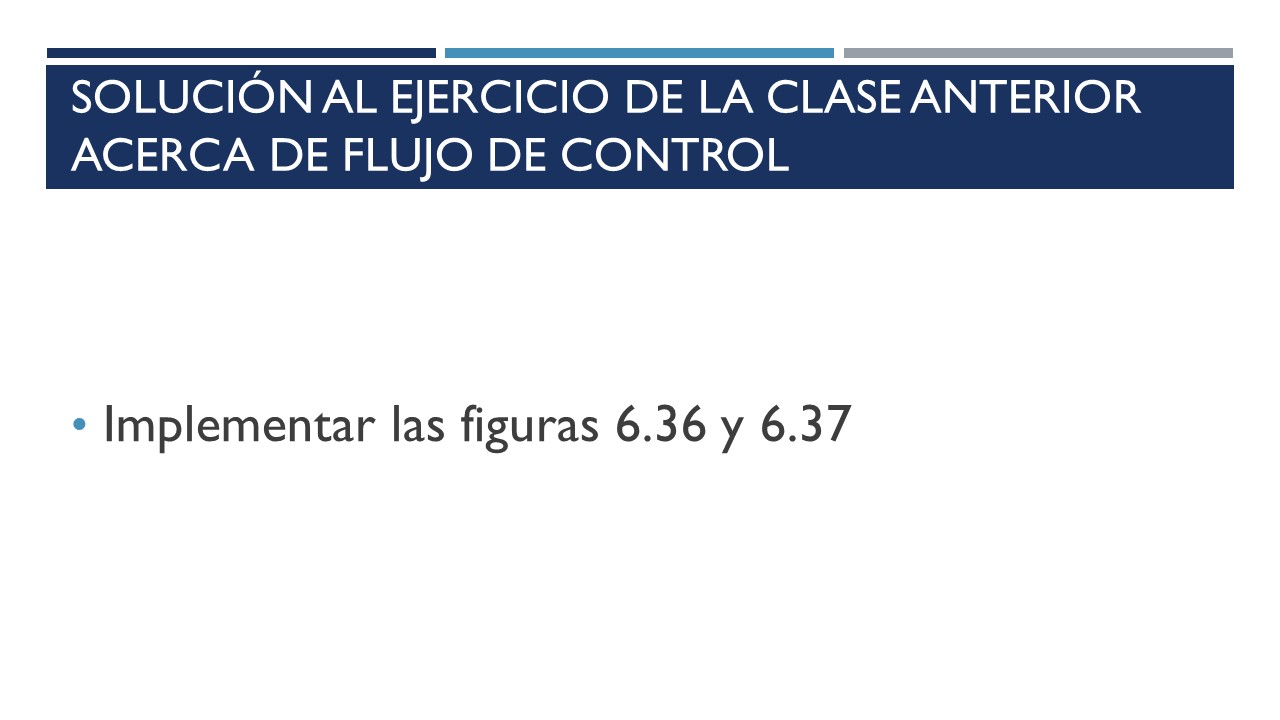 SOLUCIÓN AL EJERCICIO DE LA CLASE ANTERIOR
ACERCA DE FLUJO DE CONTROL
• Implementar las figuras 6.36 y 6.37